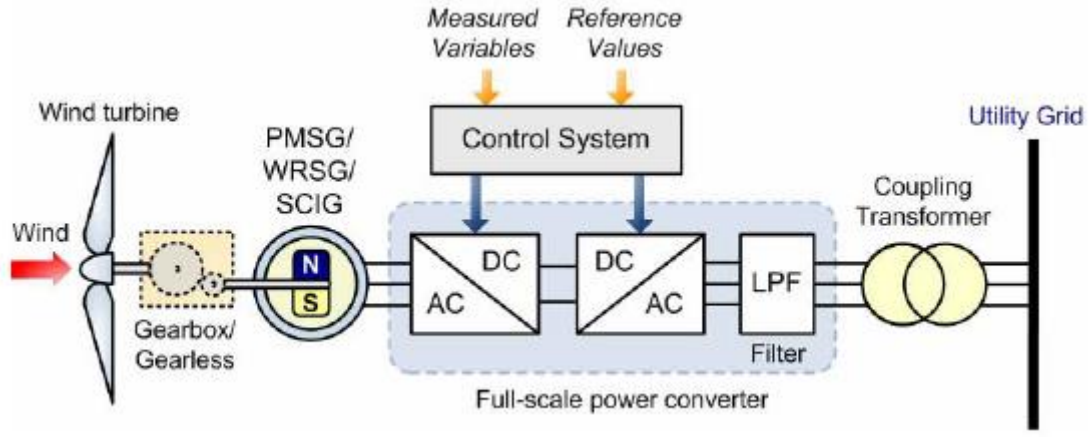 Measured
Variables
Reference
Values
Wind turbine
PMSG/
WRSG/
SCIG
Control System
Utility Grid
Coupling
Transformer
Wind
N
S
DC
AC
DC
AC
LPF
Gearbox/
Gearless
Filter
Full-scale power converter